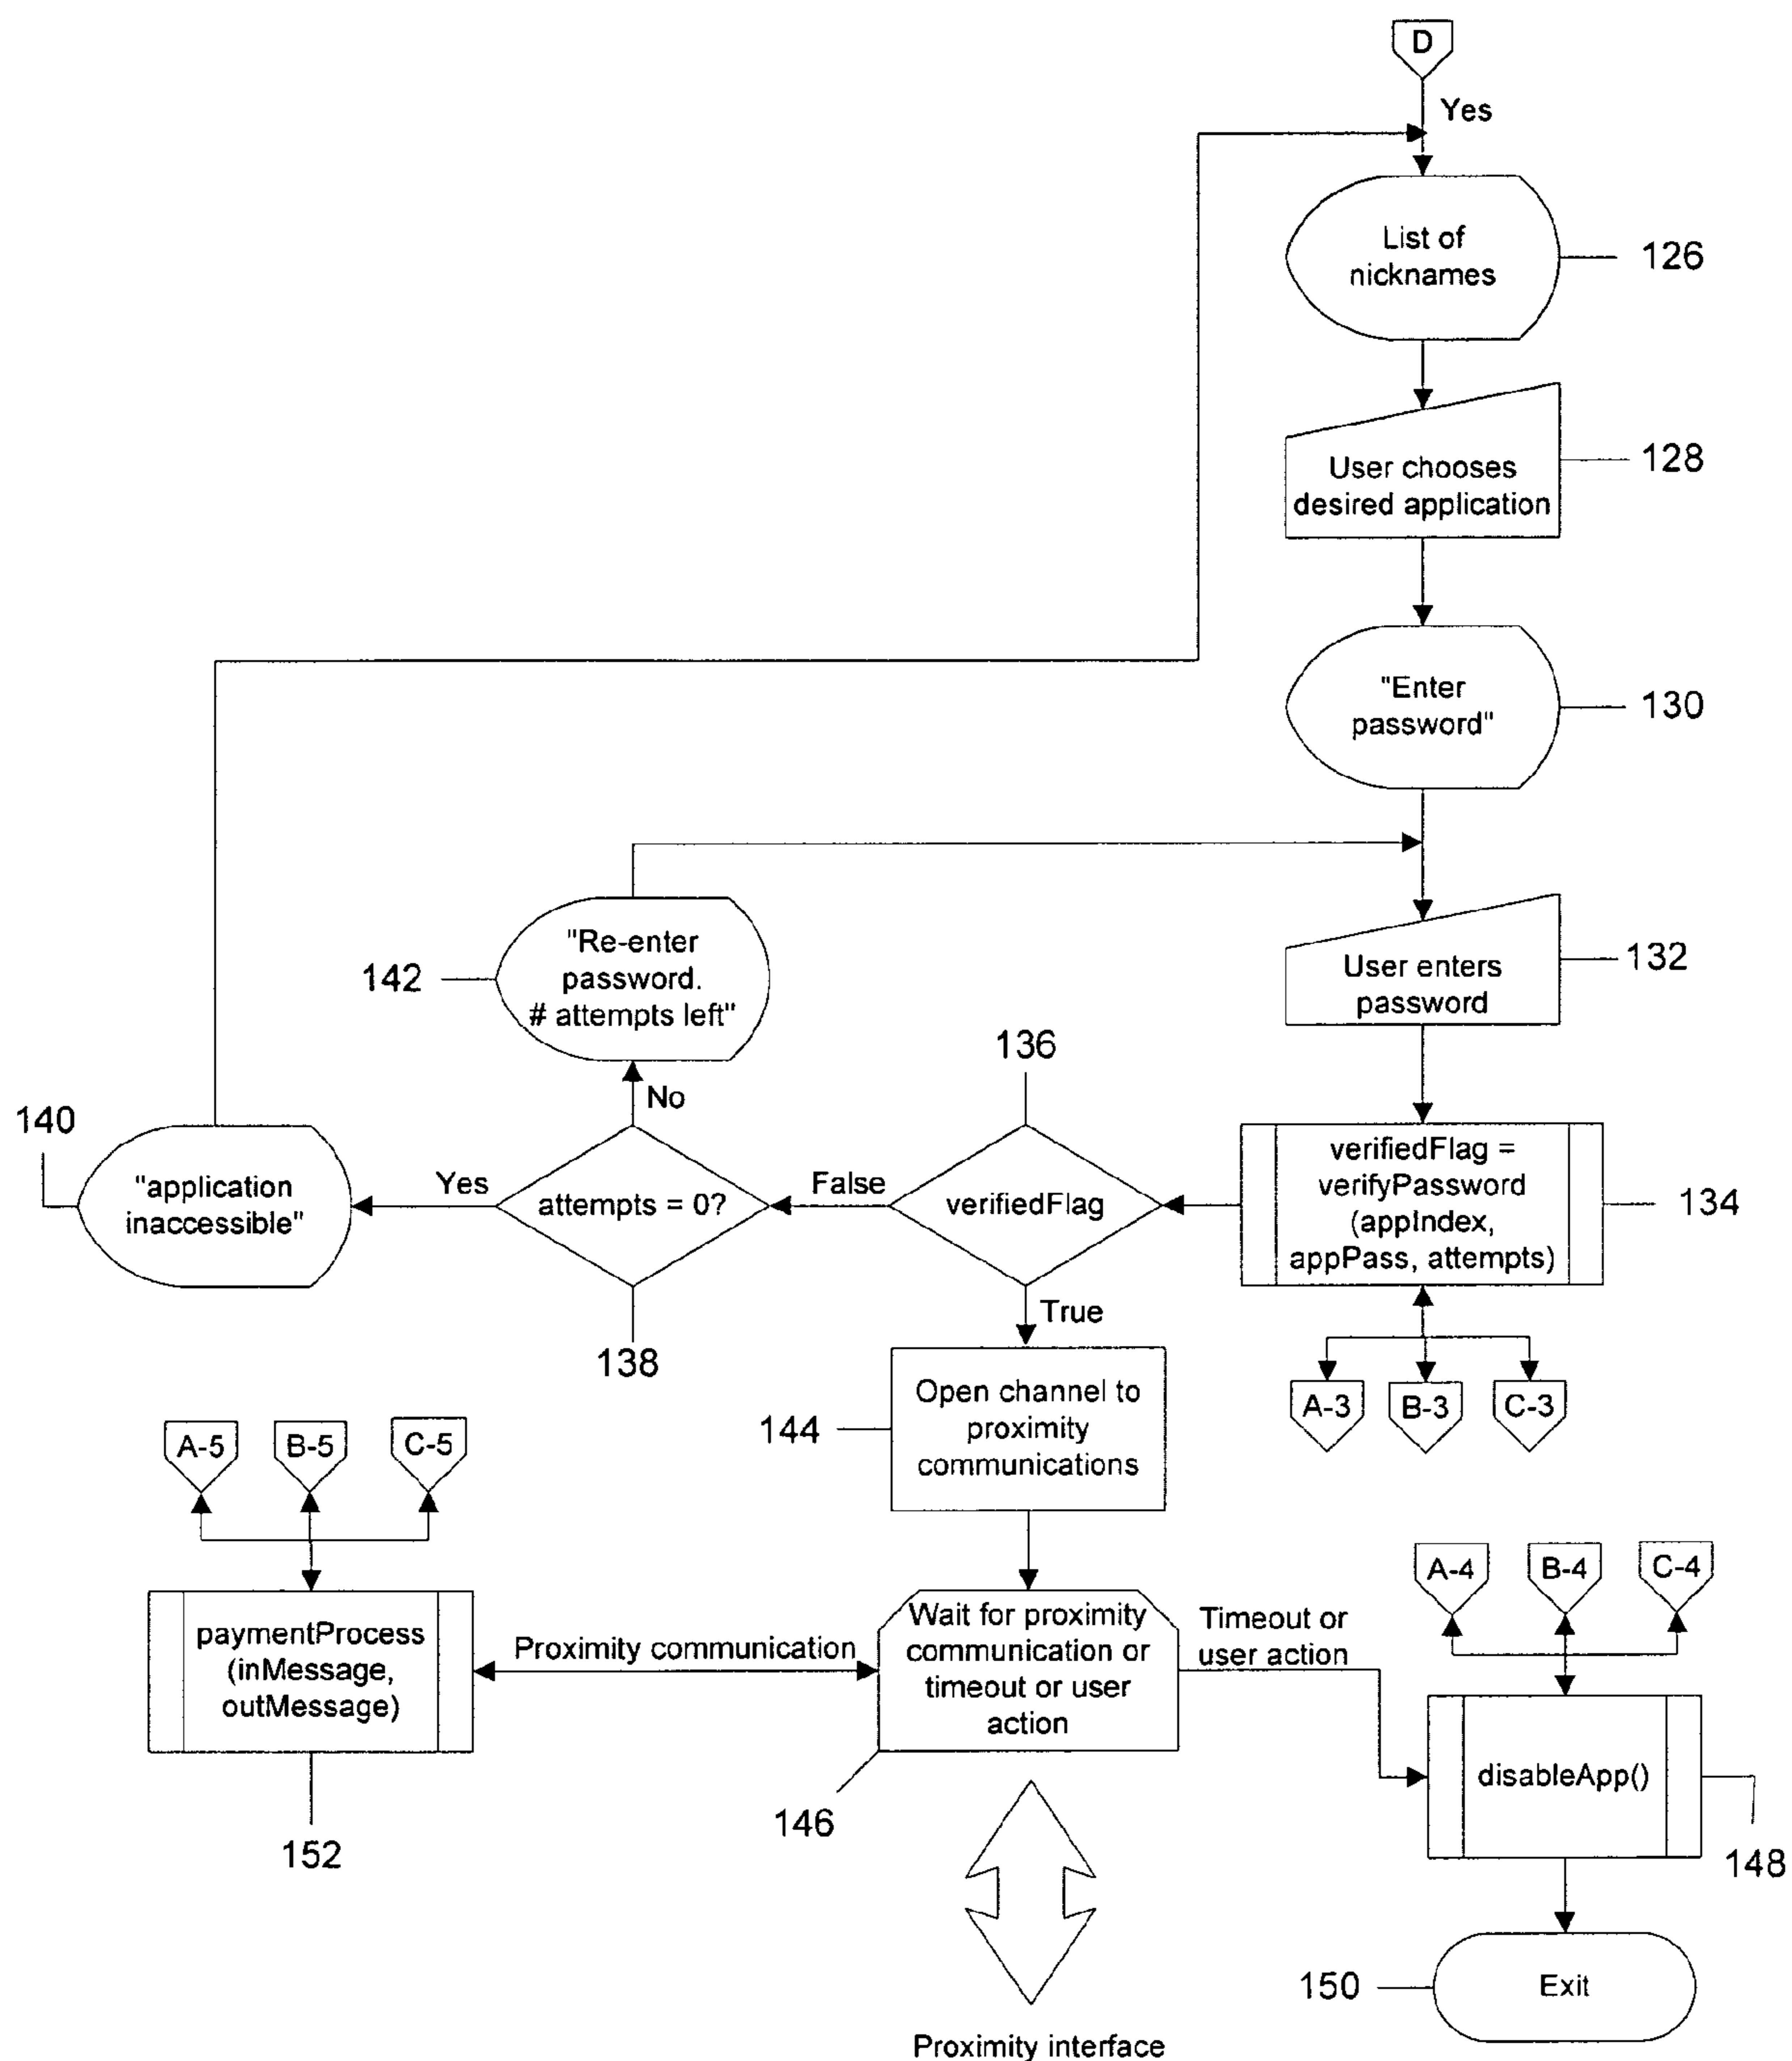 D
Yes
List of
nicknames
126
User chooses
desired application
128
"Enter
password"
130
"Re-enter
password.
# attempts left"
142
User enters
password
132
136
No
140
"application
inaccessible"
Yes
attempts = 0?
False
verifiedFlag
verifiedFlag =
verifyPassword
(appIndex,
appPass, attempts)
134
138
True
A-3
B-3
C-3
Open channel to
proximity
communications
144
A-5
B-5
C-5
A-4
B-4
C-4
paymentProcess
(inMessage,
outMessage)
Proximity communication
Wait for proximity
communication or
timeout or user
action
Timeout or
user action
disableApp()
152
146
148
150
Exit
Proximity interface